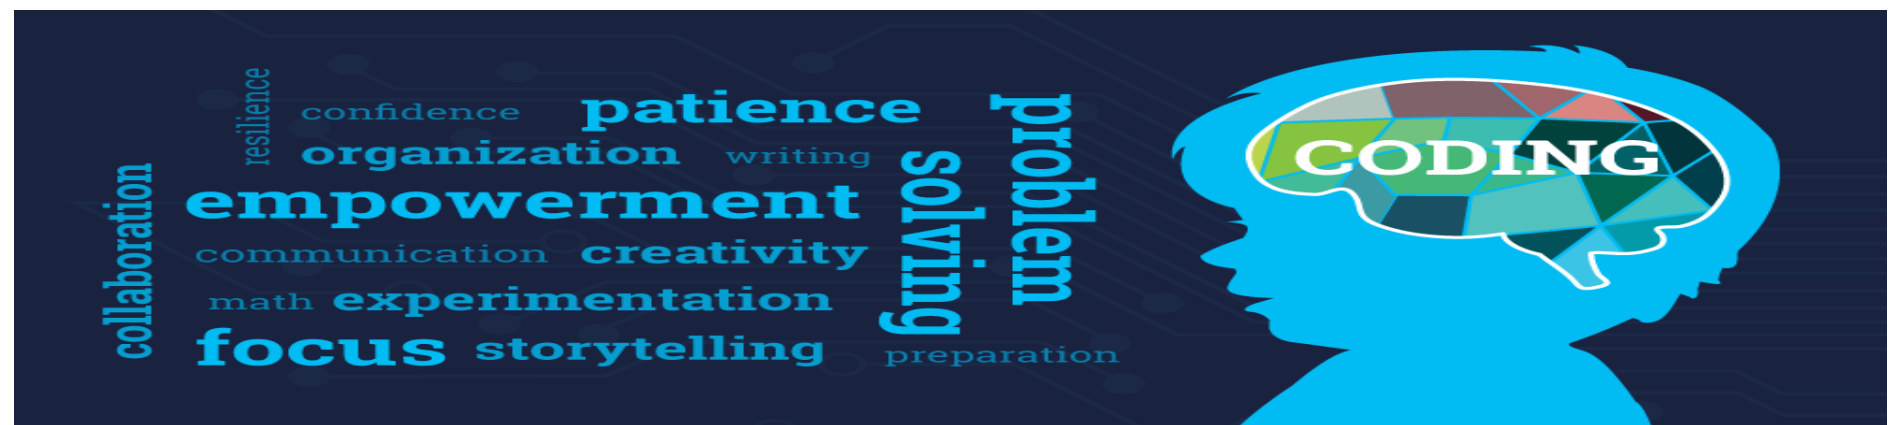 resilience
confidence
patience
problem
solving
organization
writing
collaboration
empowerment
communication
creativity
math
experimentation
focus
storytelling
preparation
CODING